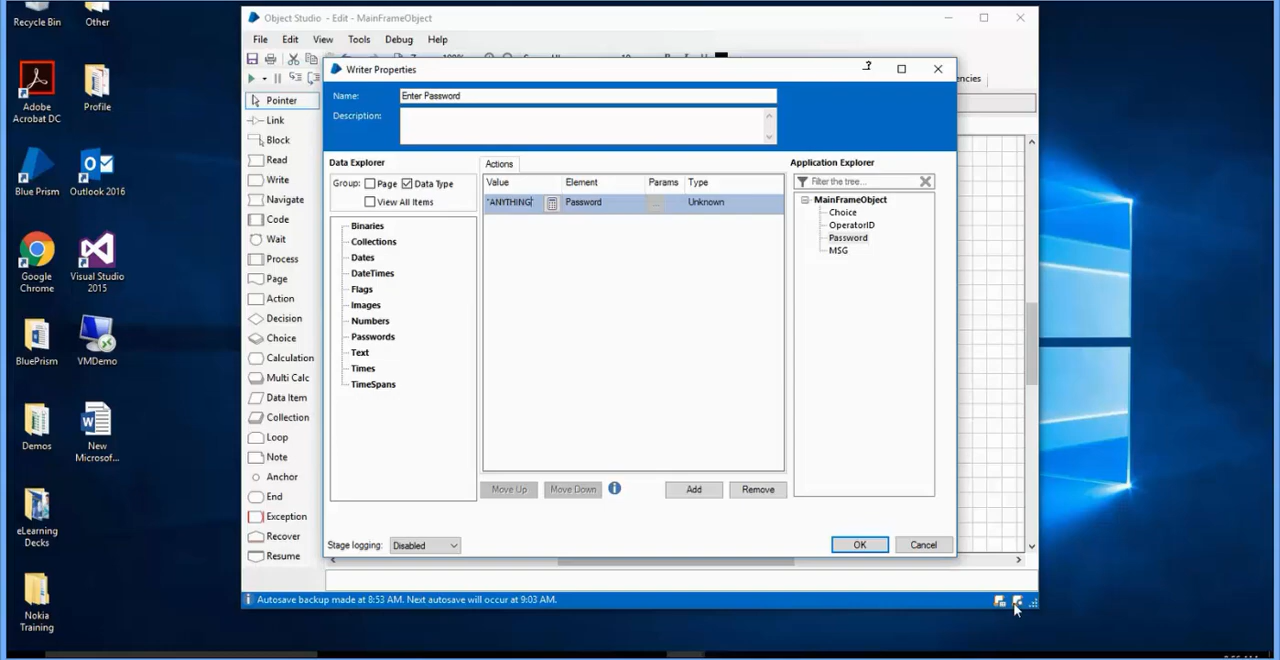 Recycle Bin
Other
Adobe
Acrobat DC
Profile
Blue Prism
Outlook 2016
Google
Chrome
Visual Studio
2015
BluePrism
VMDemo
Demos
New
Microsof...
eLearning
Decks
Nokia
Training
Object Studio - Edit - MainFrameObject
File Edit View Tools Debug Help
Pointer
Link
Block
Read
Write
Navigate
Code
Wait
Process
Page
Action
Decision
Choice
Calculation
Multi Calc
Data Item
Collection
Loop
Note
Anchor
End
Exception
Recover
Resume
Writer Properties
?
Name: Enter Password
Description:
Data Explorer
Group: Page Data Type
View All Items
Binaries
Collections
Dates
DateTimes
Flags
Images
Numbers
Passwords
Text
Times
TimeSpans
Actions
Value Element Params Type
"ANYTHING" Password ... Unknown
Move Up Move Down Add Remove
Application Explorer
Filter the tree...
MainFrameObject
Choice
OperatorID
Password
MSG
Stage logging: Disabled
OK Cancel
Autosave backup made at 8:53 AM. Next autosave will occur at 9:03 AM.